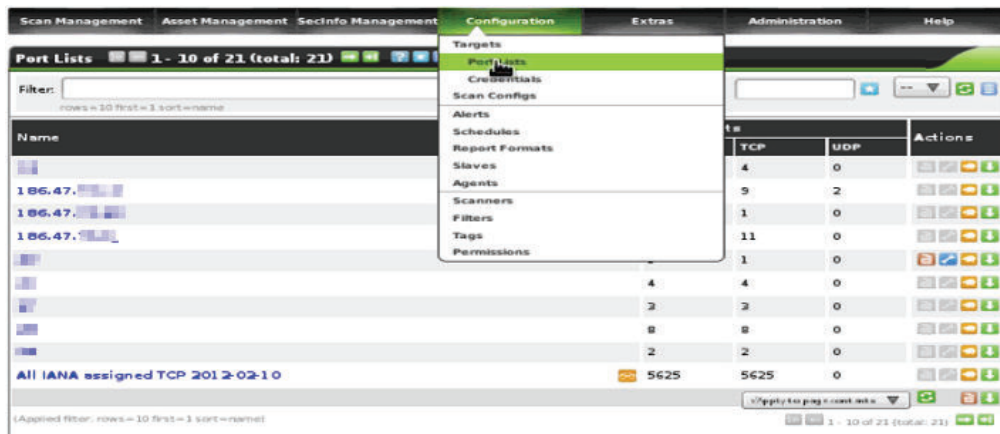 Scan Management Asset Management SecInfo Management Configuration Extras Administration Help
Port Lists 1 - 10 of 21 (total: 21)
Targets
Port Lists
Credentials
Scan Configs
Alerts
Schedules
Report Formats
Slaves
Agents
Scanners
Filters
Tags
Permissions
Filter:
--
rows=10 first=1 sort=name
Name
Actions
TCP UDP
4 0
186.47. 9 2
186.47. 1 0
186.47. 11 0
1 0
4 4 0
3 3 0
8 8 0
2 2 0
All IANA assigned TCP 2012-02-10 5625 5625 0
Apply to page contents
(Applied filter: rows=10 first=1 sort=name)
1 - 10 of 21 (total: 21)